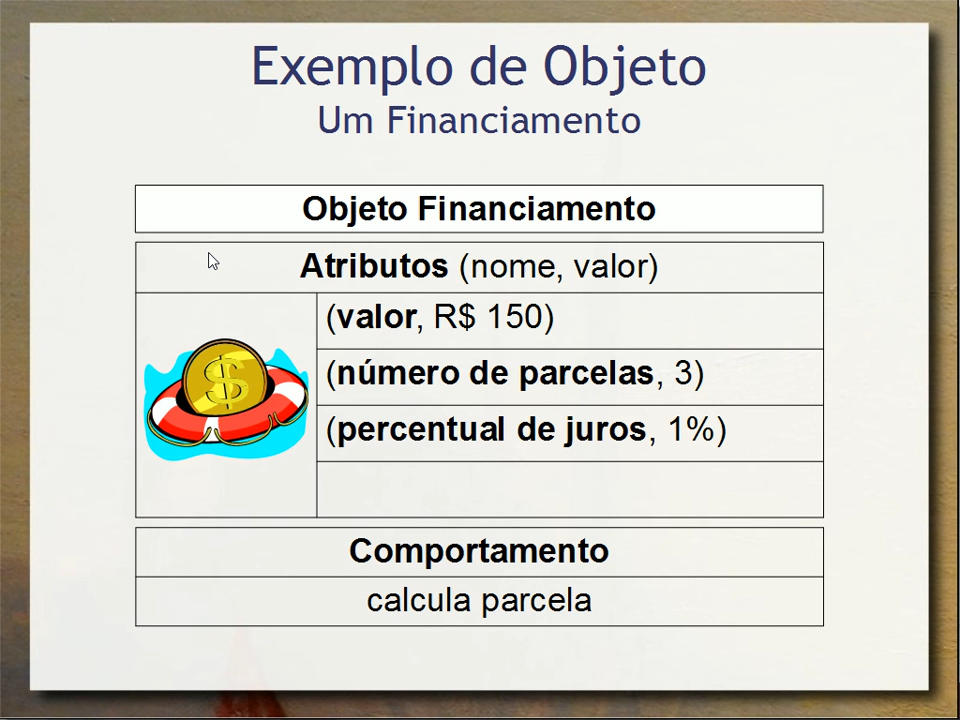 Exemplo de Objeto
Um Financiamento
Objeto Financiamento
Atributos (nome, valor)
(valor, R$ 150)
(número de parcelas, 3)
(percentual de juros, 1%)
$
Comportamento
calcula parcela